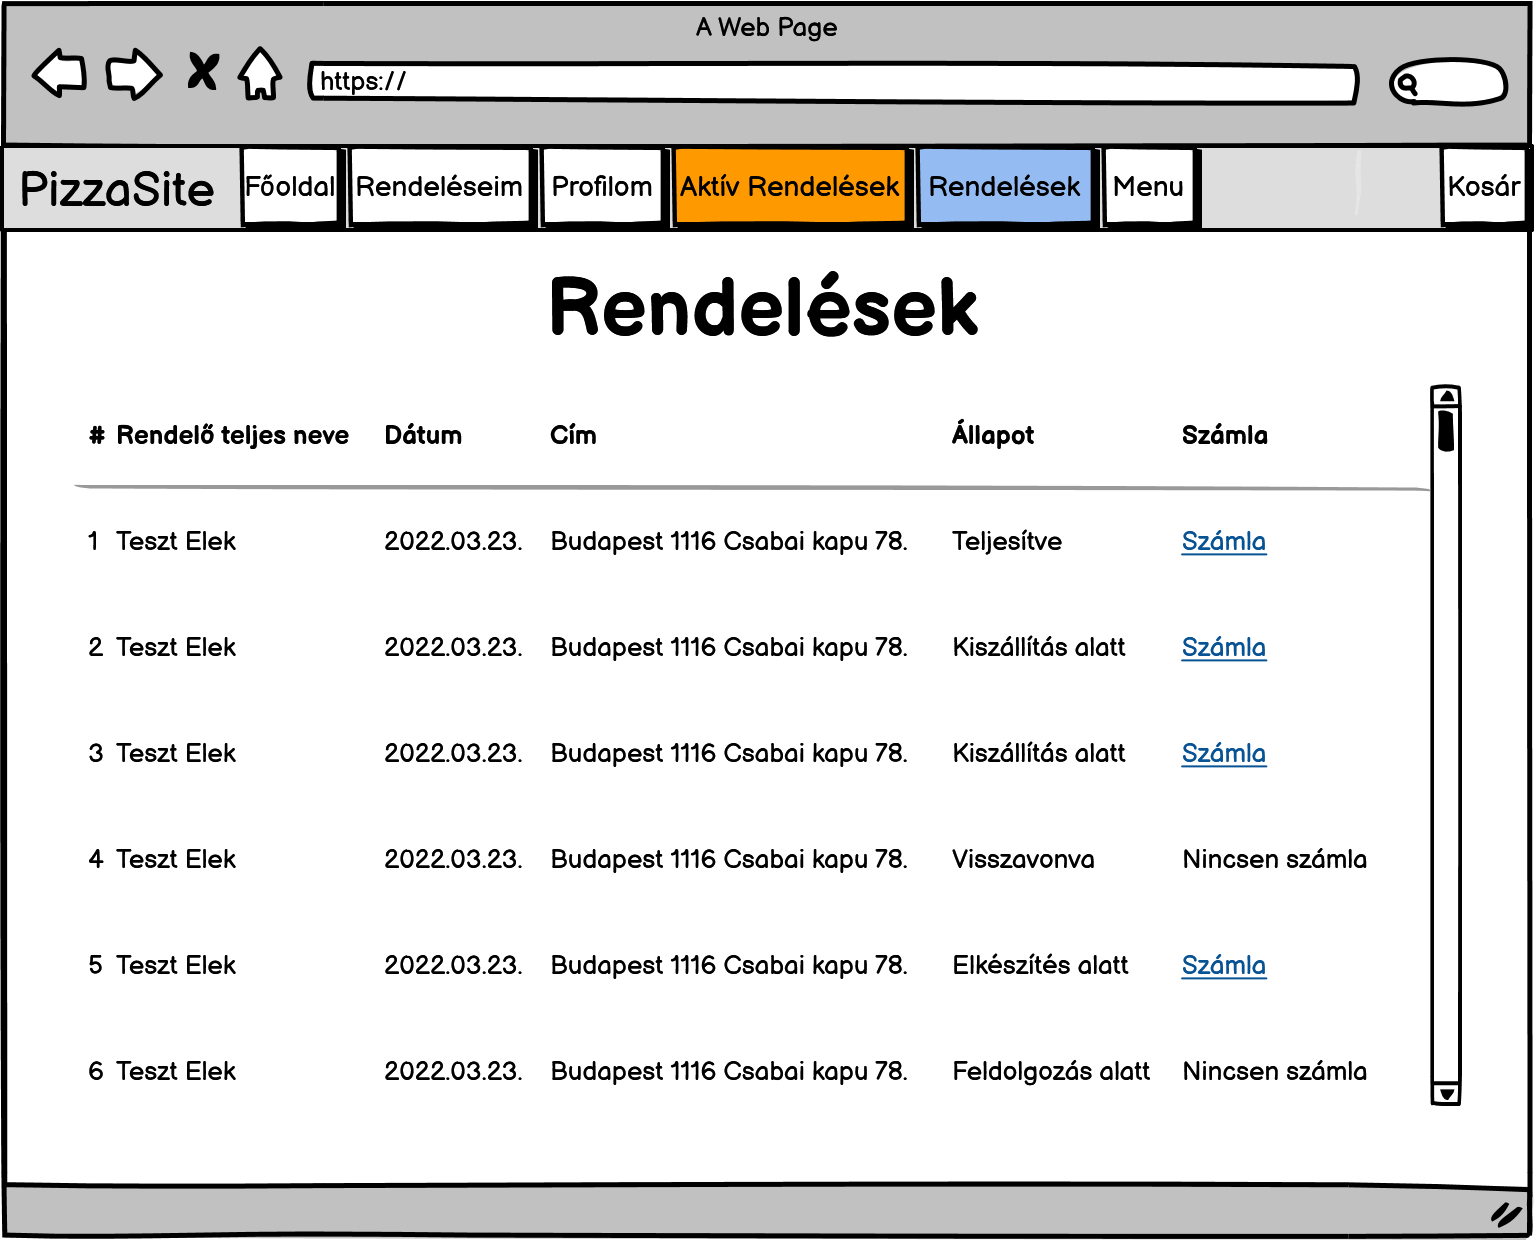 A Web Page
https://
PizzaSite Főoldal Rendeléseim Profilom Aktív Rendelések Rendelések Menu Kosár
Rendelések
# Rendelő teljes neve Dátum Cím Állapot Számla
1 Teszt Elek 2022.03.23. Budapest 1116 Csabai kapu 78. Teljesítve Számla
2 Teszt Elek 2022.03.23. Budapest 1116 Csabai kapu 78. Kiszállítás alatt Számla
3 Teszt Elek 2022.03.23. Budapest 1116 Csabai kapu 78. Kiszállítás alatt Számla
4 Teszt Elek 2022.03.23. Budapest 1116 Csabai kapu 78. Visszavonva Nincsen számla
5 Teszt Elek 2022.03.23. Budapest 1116 Csabai kapu 78. Elkészítés alatt Számla
6 Teszt Elek 2022.03.23. Budapest 1116 Csabai kapu 78. Feldolgozás alatt Nincsen számla